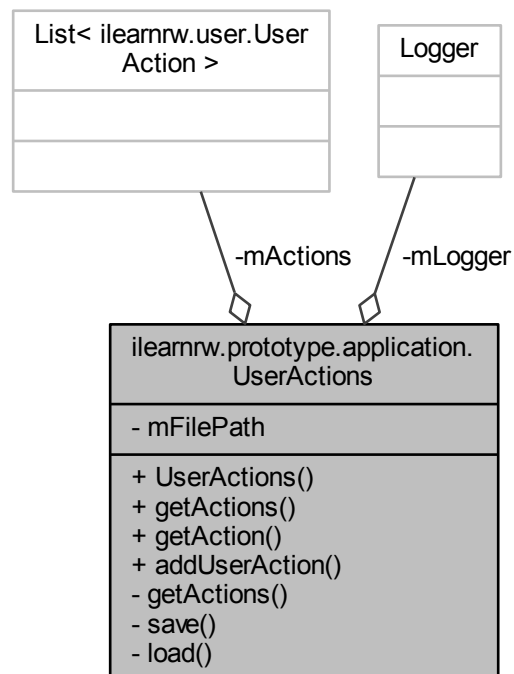 List< ilearnrw.user.User
Action >
Logger
-mActions
-mLogger
ilearnrw.prototype.application.
UserActions
- mFilePath
+ UserActions()
+ getActions()
+ getAction()
+ addUserAction()
- getActions()
- save()
- load()